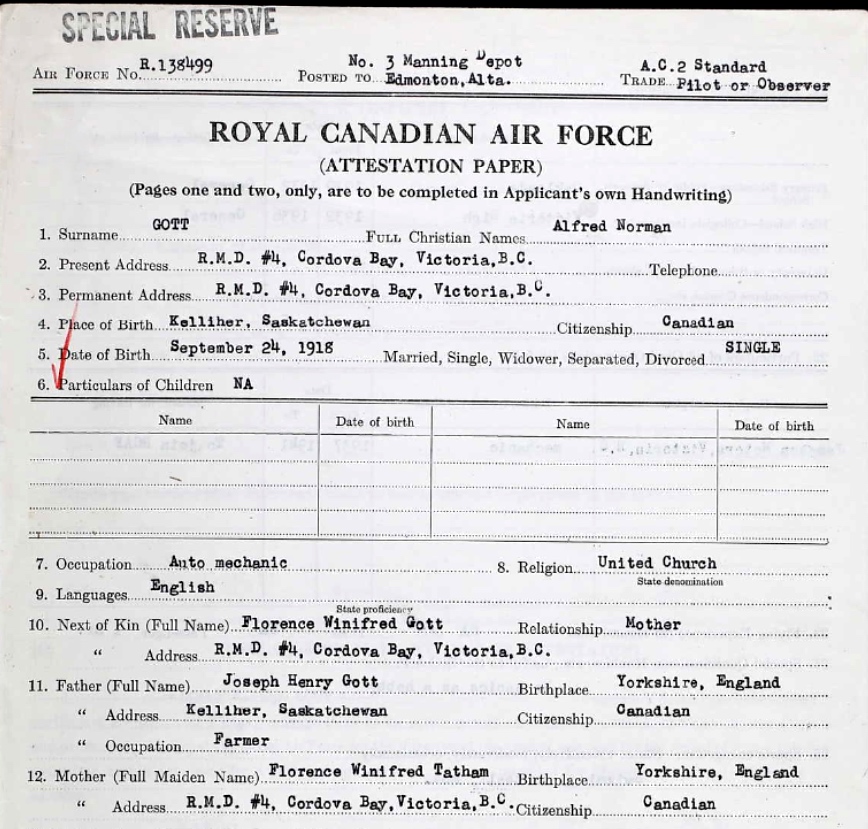 SPECIAL RESERVE
AIR FORCE NO. R.138499 POSTED TO No. 3 Manning Depot Edmonton, Alta. TRADE A.C.2 Standard Pilot or Observer
ROYAL CANADIAN AIR FORCE
(ATTESTATION PAPER)
(Pages one and two, only, are to be completed in Applicant's own Handwriting)
1. Surname GOTT FULL Christian Names Alfred Norman
2. Present Address R.M.D. #4, Cordova Bay, Victoria,B.C. Telephone
3. Permanent Address R.M.D. #4, Cordova Bay, Victoria,B.C.
4. Place of Birth Kelliher, Saskatchewan Citizenship Canadian
5. Date of Birth September 24, 1918 Married, Single, Widower, Separated, Divorced SINGLE
6. Particulars of Children NA
Name Date of birth Name Date of birth
7. Occupation Auto mechanic 8. Religion United Church
State denomination
9. Languages English
State proficiency
10. Next of Kin (Full Name) Florence Winifred Gott Relationship Mother
" Address R.M.D. #4, Cordova Bay, Victoria,B.C.
11. Father (Full Name) Joseph Henry Gott Birthplace Yorkshire, England
" Address Kelliher, Saskatchewan Citizenship Canadian
" Occupation Farmer
12. Mother (Full Maiden Name) Florence Winifred Tatham Birthplace Yorkshire, England
" Address R.M.D. #4, Cordova Bay,Victoria,B.C. Citizenship Canadian